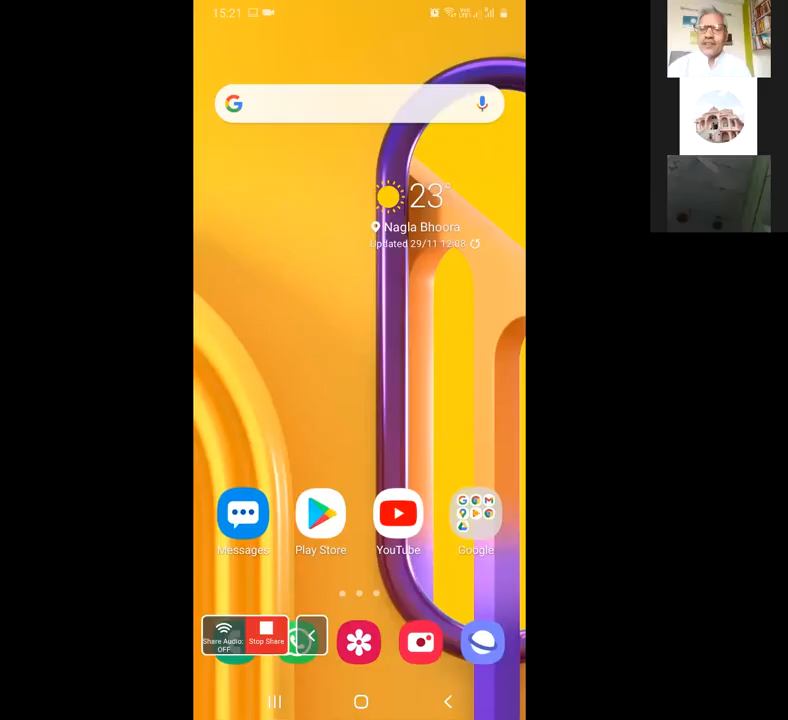 15:21
23°
Nagla Bhoora
Updated 29/11 12:08
Messages
Play Store
YouTube
Google
Share Audio: OFF
Stop Share